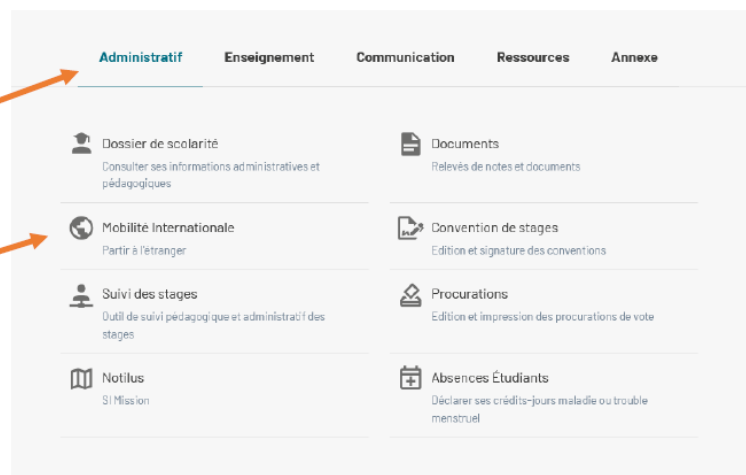 Administratif Enseignement Communication Ressources Annexe
Dossier de scolarité
Consulter ses informations administratives et
pédagogiques
Documents
Relevés de notes et documents
Mobilité Internationale
Partir à l'étranger
Convention de stages
Edition et signature des conventions
Suivi des stages
Outil de suivi pédagogique et administratif des
stages
Procurations
Edition et impression des procurations de vote
Notilus
SI Mission
Absences Étudiants
Déclarer ses crédits-jours maladie ou trouble
menstruel